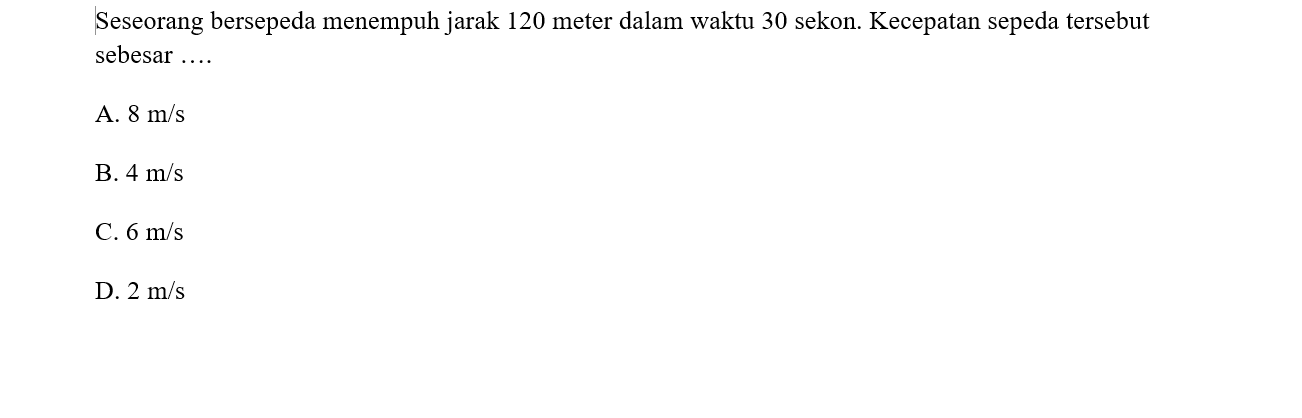 Seseorang bersepeda menempuh jarak 120 meter dalam waktu 30 sekon. Kecepatan sepeda tersebut
sebesar ….
A. 8 m/s
B. 4 m/s
C. 6 m/s
D. 2 m/s